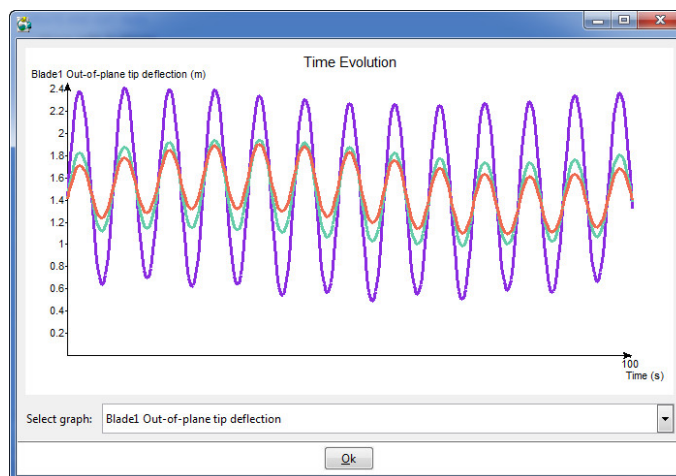 Time Evolution
Blade1 Out-of-plane tip deflection (m)
2.4
2.2
2
1.8
1.6
1.4
1.2
1
0.8
0.6
0.4
0.2
100
Time (s)
Select graph: Blade1 Out-of-plane tip deflection
Ok